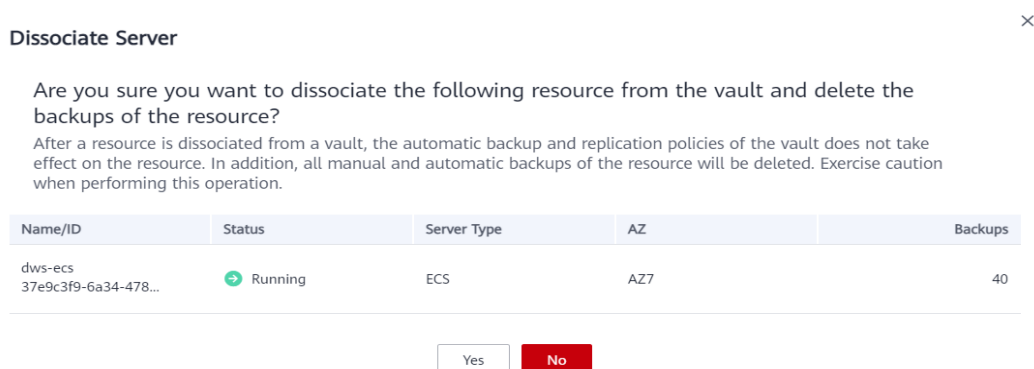 Dissociate Server
Are you sure you want to dissociate the following resource from the vault and delete the
backups of the resource?
After a resource is dissociated from a vault, the automatic backup and replication policies of the vault does not take
effect on the resource. In addition, all manual and automatic backups of the resource will be deleted. Exercise caution
when performing this operation.
Name/ID Status Server Type AZ Backups
dws-ecs
37e9c3f9-6a34-478... Running ECS AZ7 40
Yes No